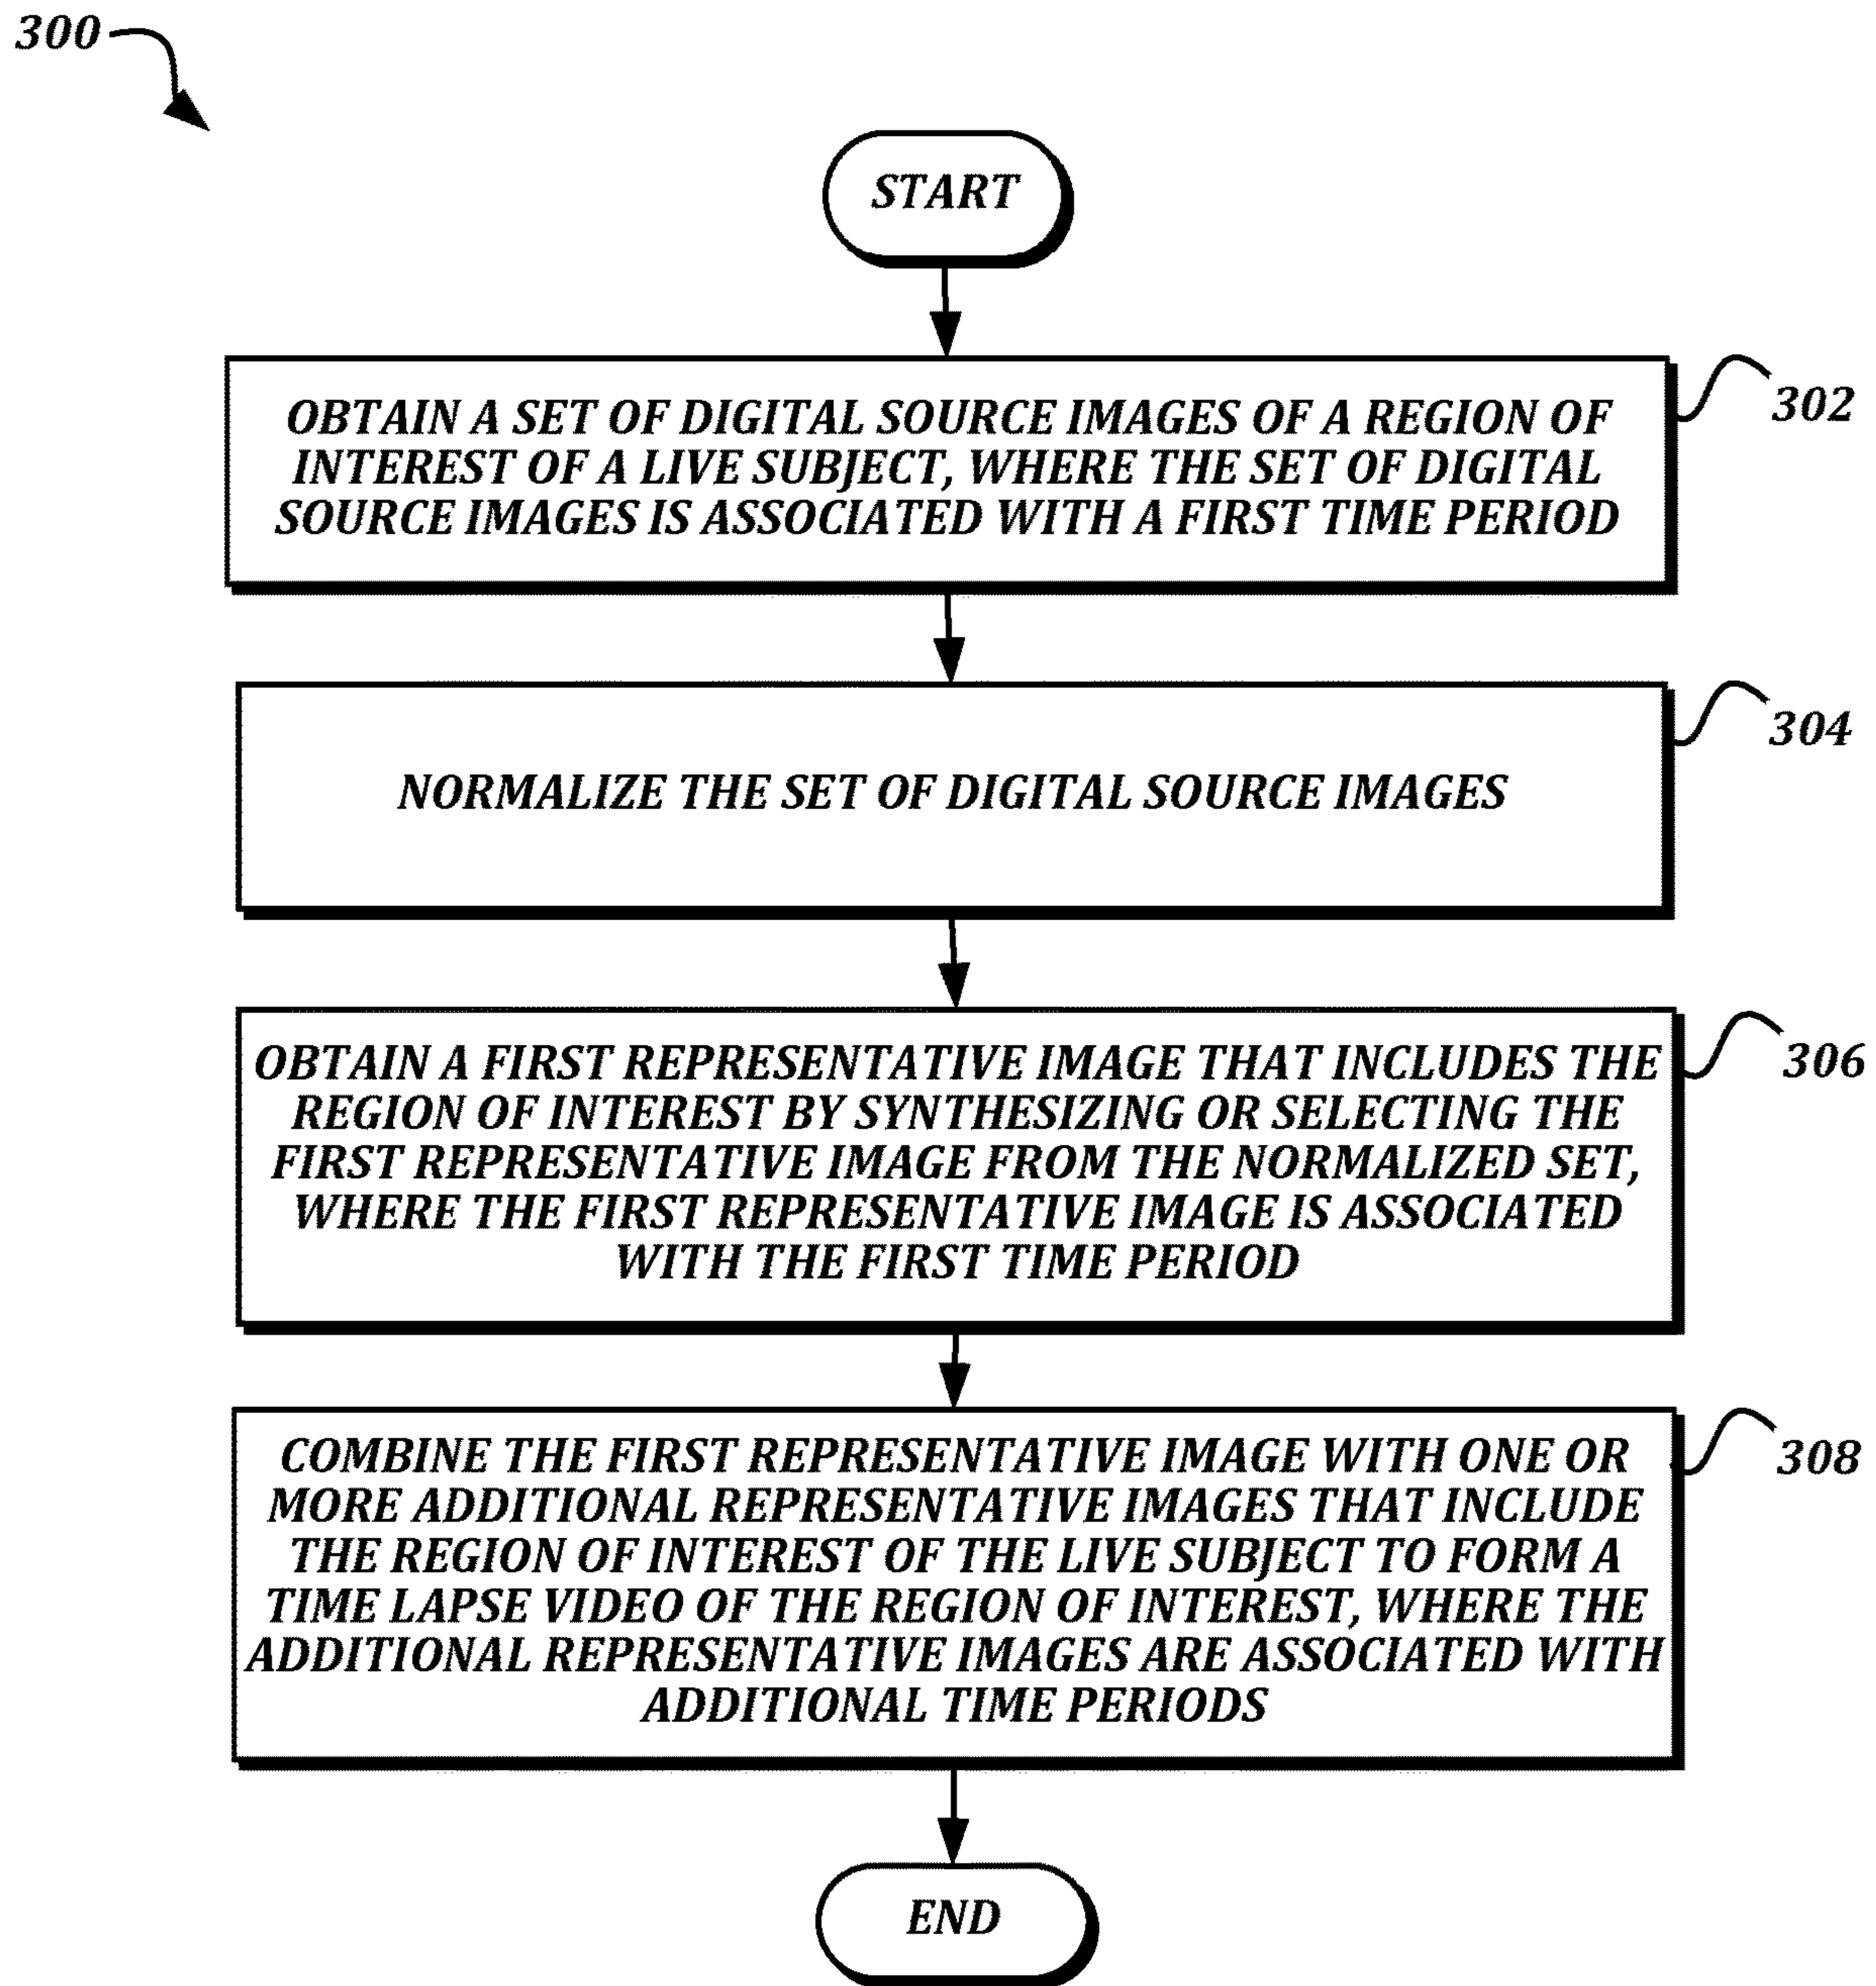 300
START
OBTAIN A SET OF DIGITAL SOURCE IMAGES OF A REGION OF
INTEREST OF A LIVE SUBJECT, WHERE THE SET OF DIGITAL
SOURCE IMAGES IS ASSOCIATED WITH A FIRST TIME PERIOD
302
NORMALIZE THE SET OF DIGITAL SOURCE IMAGES
304
OBTAIN A FIRST REPRESENTATIVE IMAGE THAT INCLUDES THE
REGION OF INTEREST BY SYNTHESIZING OR SELECTING THE
FIRST REPRESENTATIVE IMAGE FROM THE NORMALIZED SET,
WHERE THE FIRST REPRESENTATIVE IMAGE IS ASSOCIATED
WITH THE FIRST TIME PERIOD
306
COMBINE THE FIRST REPRESENTATIVE IMAGE WITH ONE OR
MORE ADDITIONAL REPRESENTATIVE IMAGES THAT INCLUDE
THE REGION OF INTEREST OF THE LIVE SUBJECT TO FORM A
TIME LAPSE VIDEO OF THE REGION OF INTEREST, WHERE THE
ADDITIONAL REPRESENTATIVE IMAGES ARE ASSOCIATED WITH
ADDITIONAL TIME PERIODS
308
END